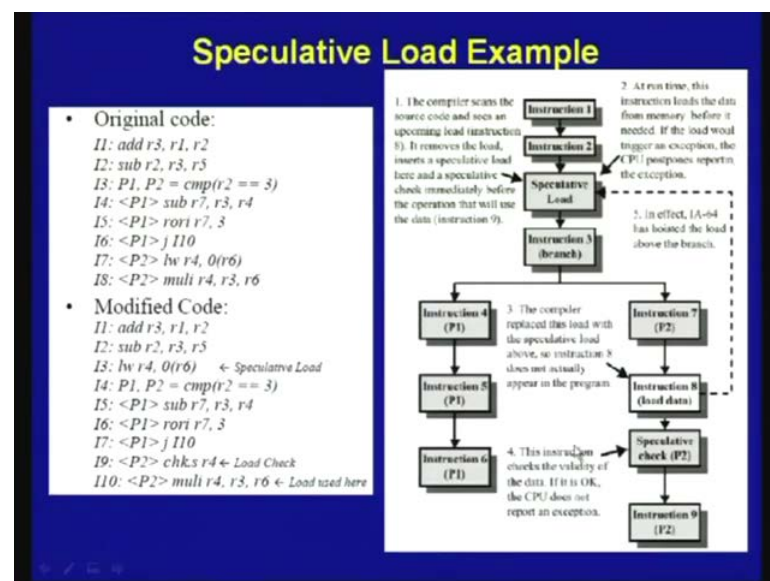 Speculative Load Example
• Original code:
I1: add r3, r1, r2
I2: sub r2, r3, r5
I3: P1, P2 = cmp(r2 == 3)
I4: <P1> sub r7, r3, r4
I5: <P1> rori r7, 3
I6: <P1> j I10
I7: <P2> lw r4, 0(r6)
I8: <P2> muli r4, r3, r6
• Modified Code:
I1: add r3, r1, r2
I2: sub r2, r3, r5
I3: lw r4, 0(r6) ← Speculative Load
I4: P1, P2 = cmp(r2 == 3)
I5: <P1> sub r7, r3, r4
I6: <P1> rori r7, 3
I7: <P1> j I10
I9: <P2> chk.s r4 ← Load Check
I10: <P2> muli r4, r3, r6 ← Load used here
1. The compiler scans the
source code and sees an
upcoming load (instruction
8). It removes the load,
inserts a speculative load
here and a speculative
check immediately before
the operation that will use
the data (instruction 9).
Instruction 1
Instruction 2
Speculative
Load
Instruction 3
(branch)
2. At run time, this
instruction loads the data
from memory before it
needed. If the load woul
trigger an exception, the
CPU postpones reportin
the exception.
5. In effect, IA-64
has hoisted the load
above the branch.
Instruction 4
(P1)
Instruction 5
(P1)
Instruction 6
(P1)
3. The compiler
replaced this load with
the speculative load
above, so instruction 8
does not actually
appear in the program.
4. This instruction
checks the validity of
the data. If it is OK,
the CPU does not
report an exception.
Instruction 7
(P2)
Instruction 8
(load data)
Speculative
check (P2)
Instruction 9
(P2)